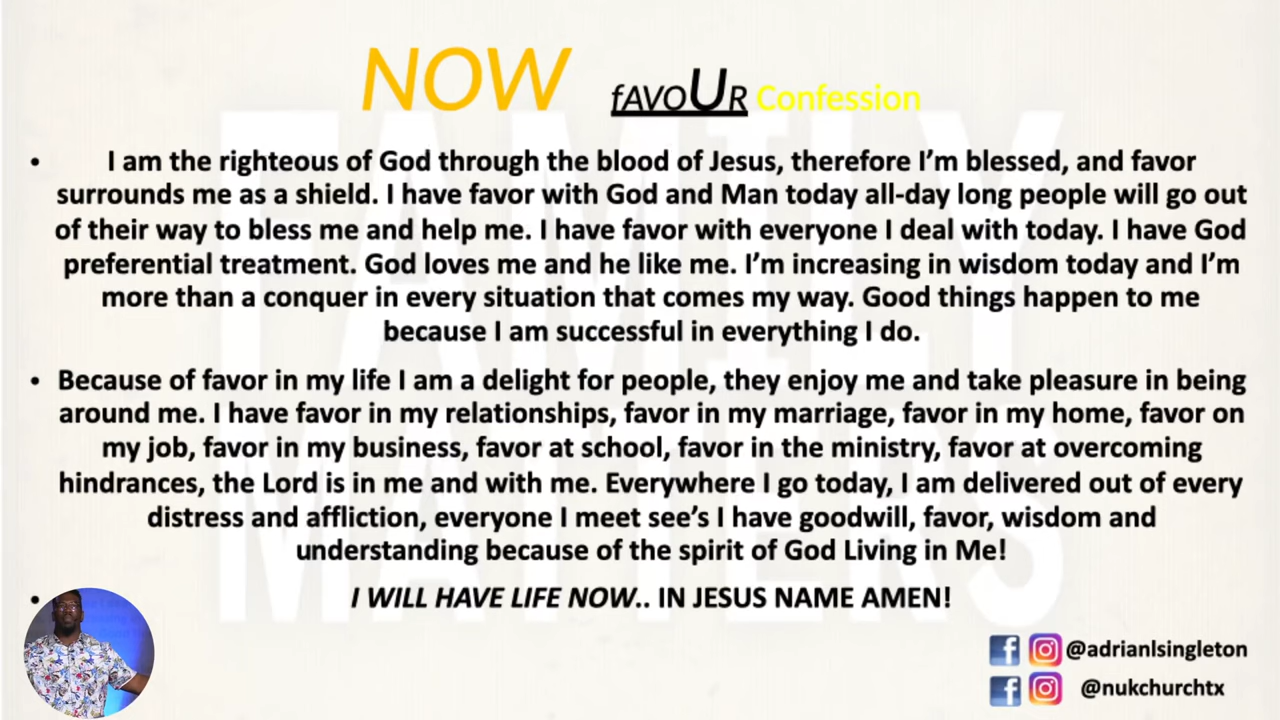 NOW fAVOUR Confession
• I am the righteous of God through the blood of Jesus, therefore I’m blessed, and favor
surrounds me as a shield. I have favor with God and Man today all-day long people will go out
of their way to bless me and help me. I have favor with everyone I deal with today. I have God
preferential treatment. God loves me and he like me. I’m increasing in wisdom today and I’m
more than a conquer in every situation that comes my way. Good things happen to me
because I am successful in everything I do.
• Because of favor in my life I am a delight for people, they enjoy me and take pleasure in being
around me. I have favor in my relationships, favor in my marriage, favor in my home, favor on
my job, favor in my business, favor at school, favor in the ministry, favor at overcoming
hindrances, the Lord is in me and with me. Everywhere I go today, I am delivered out of every
distress and affliction, everyone I meet see’s I have goodwill, favor, wisdom and
understanding because of the spirit of God Living in Me!
• I WILL HAVE LIFE NOW.. IN JESUS NAME AMEN!
@adrianlsingleton
@nukchurchtx
FAMILY
MATTERS